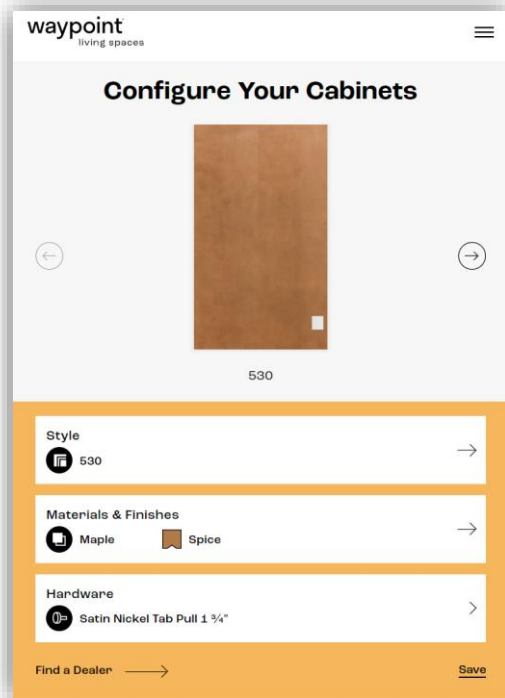 waypoint
living spaces
Configure Your Cabinets
530
Style
530
Materials & Finishes
Maple Spice
Hardware
Satin Nickel Tab Pull 1 ¾"
Find a Dealer Save